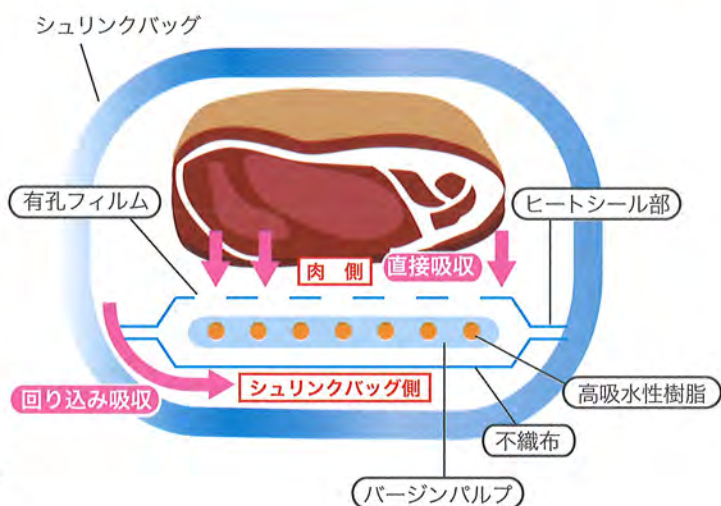 シュリンクバッグ
有孔フィルム
ヒートシール部
肉 側
直接吸収
回り込み吸収
シュリンクバッグ側
高吸水性樹脂
不織布
バージンパルプ